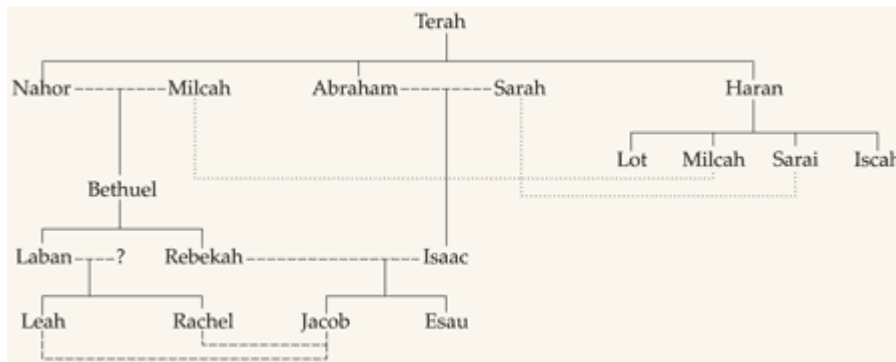 Terah
Nahor Milcah Abraham Sarah Haran
Lot Milcah Sarai Iscah
Bethuel
Laban ? Rebekah Isaac
Leah Rachel Jacob Esau